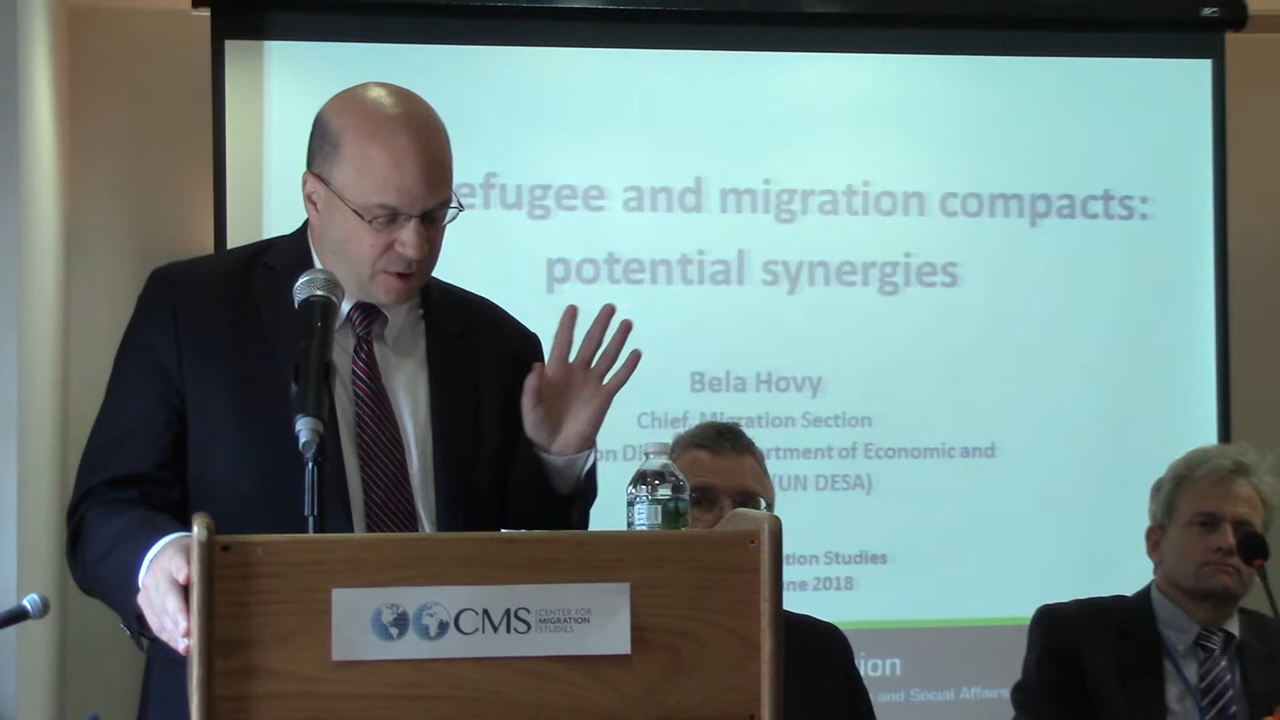 efugee and migration compacts:
potential synergies
Bela Hovy
Chief, Migration Section
on Di artment of Economic and
(UN DESA)
tion Studies
une 2018
CMS CENTER FOR
MIGRATION
STUDIES
ion
and Social Affairs